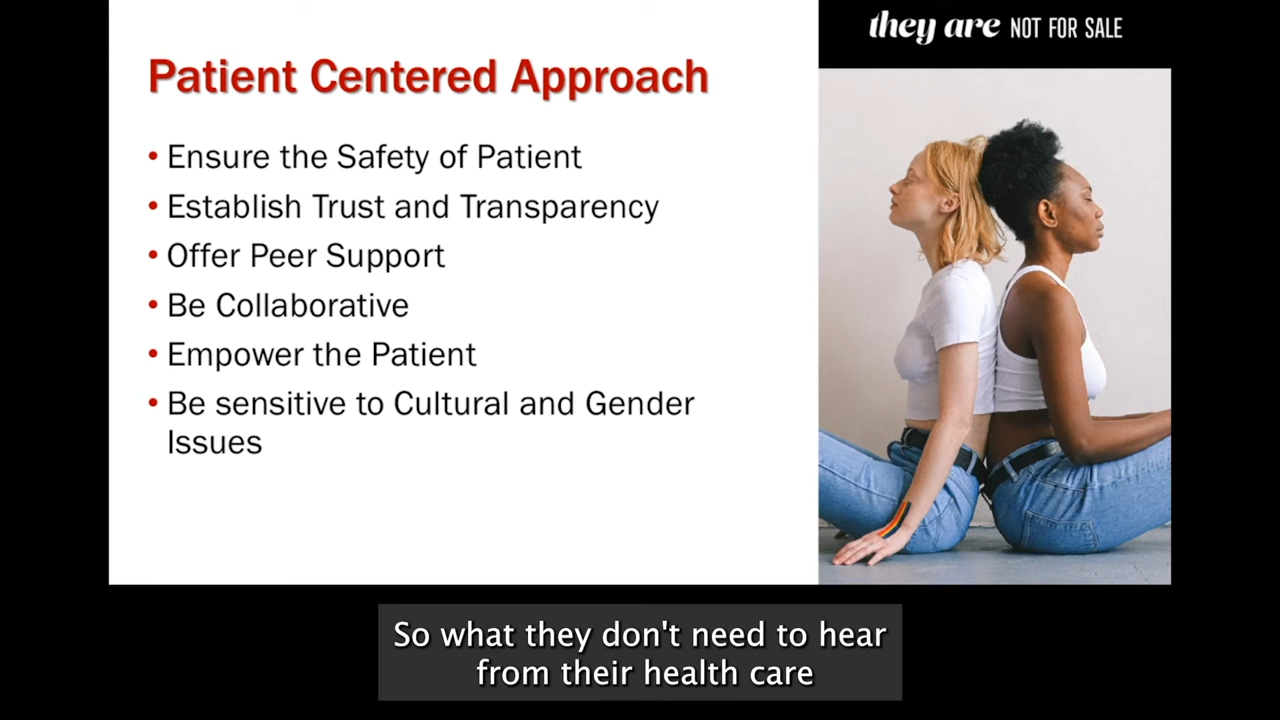 they are NOT FOR SALE
Patient Centered Approach
• Ensure the Safety of Patient
• Establish Trust and Transparency
• Offer Peer Support
• Be Collaborative
• Empower the Patient
• Be sensitive to Cultural and Gender
Issues
So what they don't need to hear
from their health care